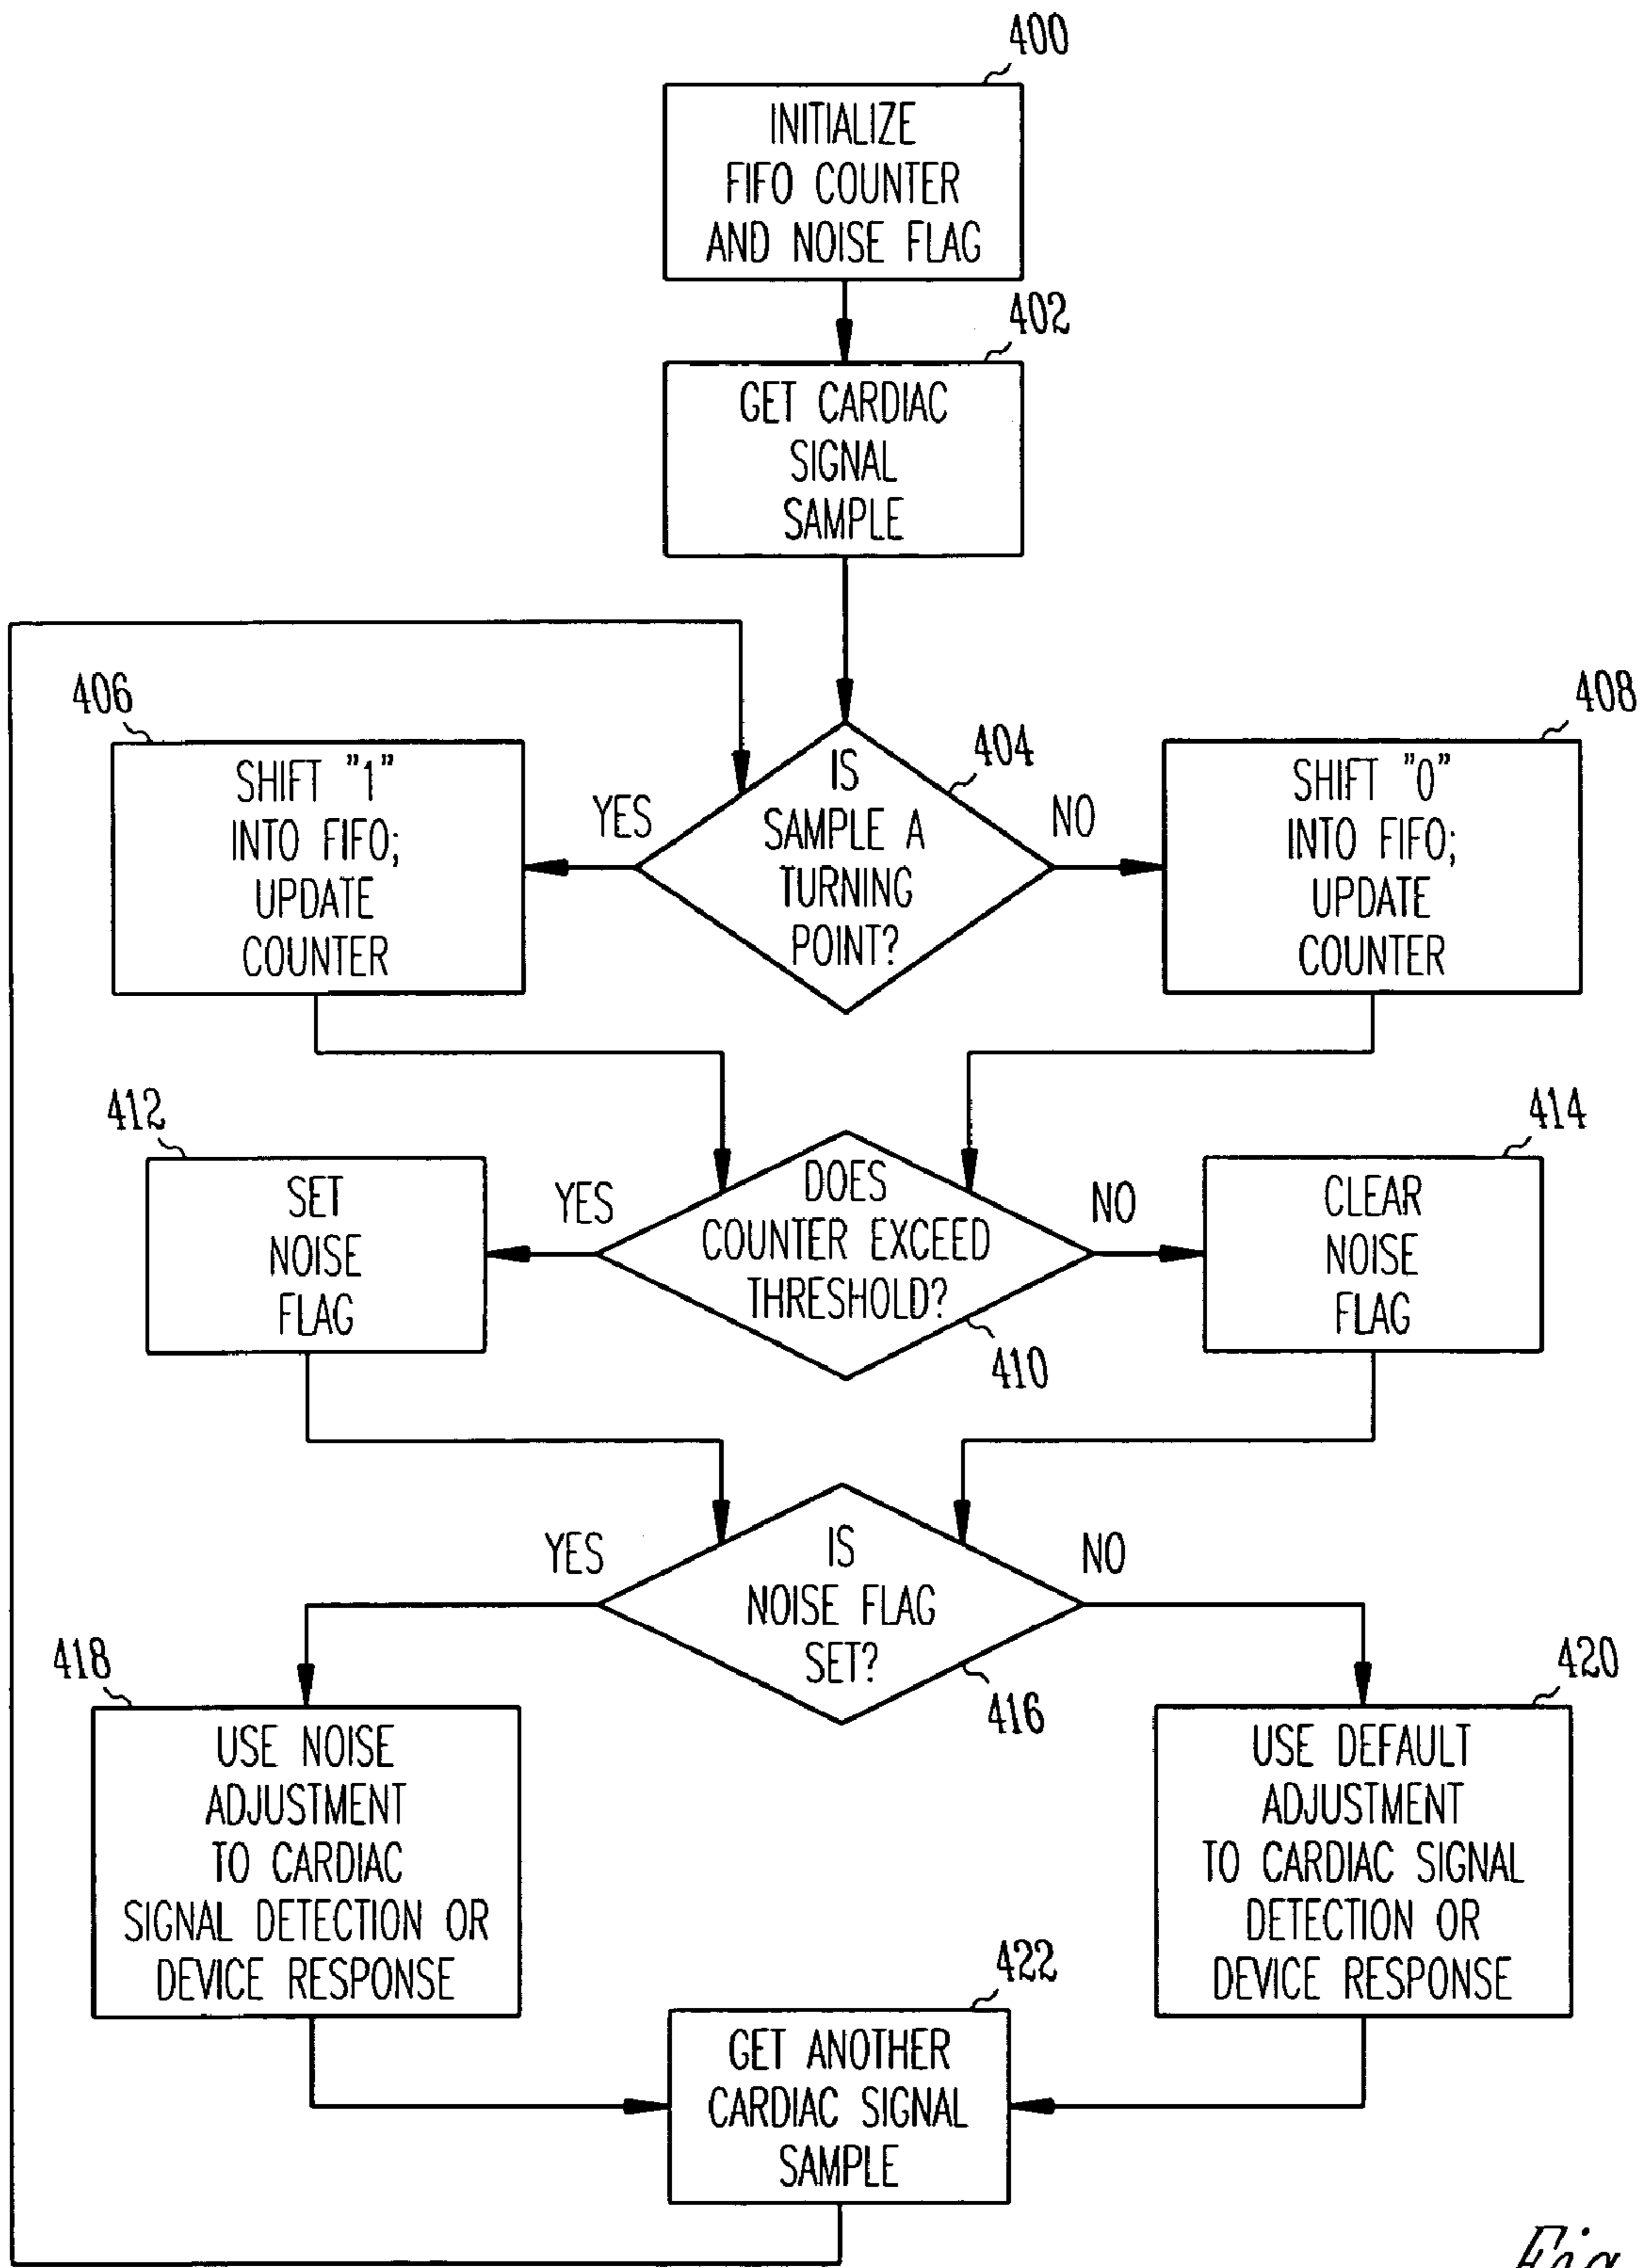 400
INITIALIZE
FIFO COUNTER
AND NOISE FLAG
402
GET CARDIAC
SIGNAL
SAMPLE
406
SHIFT "1"
INTO FIFO;
UPDATE
COUNTER
YES
404
IS
SAMPLE A
TURNING
POINT?
NO
408
SHIFT "0"
INTO FIFO;
UPDATE
COUNTER
412
SET
NOISE
FLAG
YES
DOES
COUNTER EXCEED
THRESHOLD?
410
NO
414
CLEAR
NOISE
FLAG
YES
IS
NOISE FLAG
SET?
416
NO
418
USE NOISE
ADJUSTMENT
TO CARDIAC
SIGNAL DETECTION OR
DEVICE RESPONSE
420
USE DEFAULT
ADJUSTMENT
TO CARDIAC SIGNAL
DETECTION OR
DEVICE RESPONSE
422
GET ANOTHER
CARDIAC SIGNAL
SAMPLE